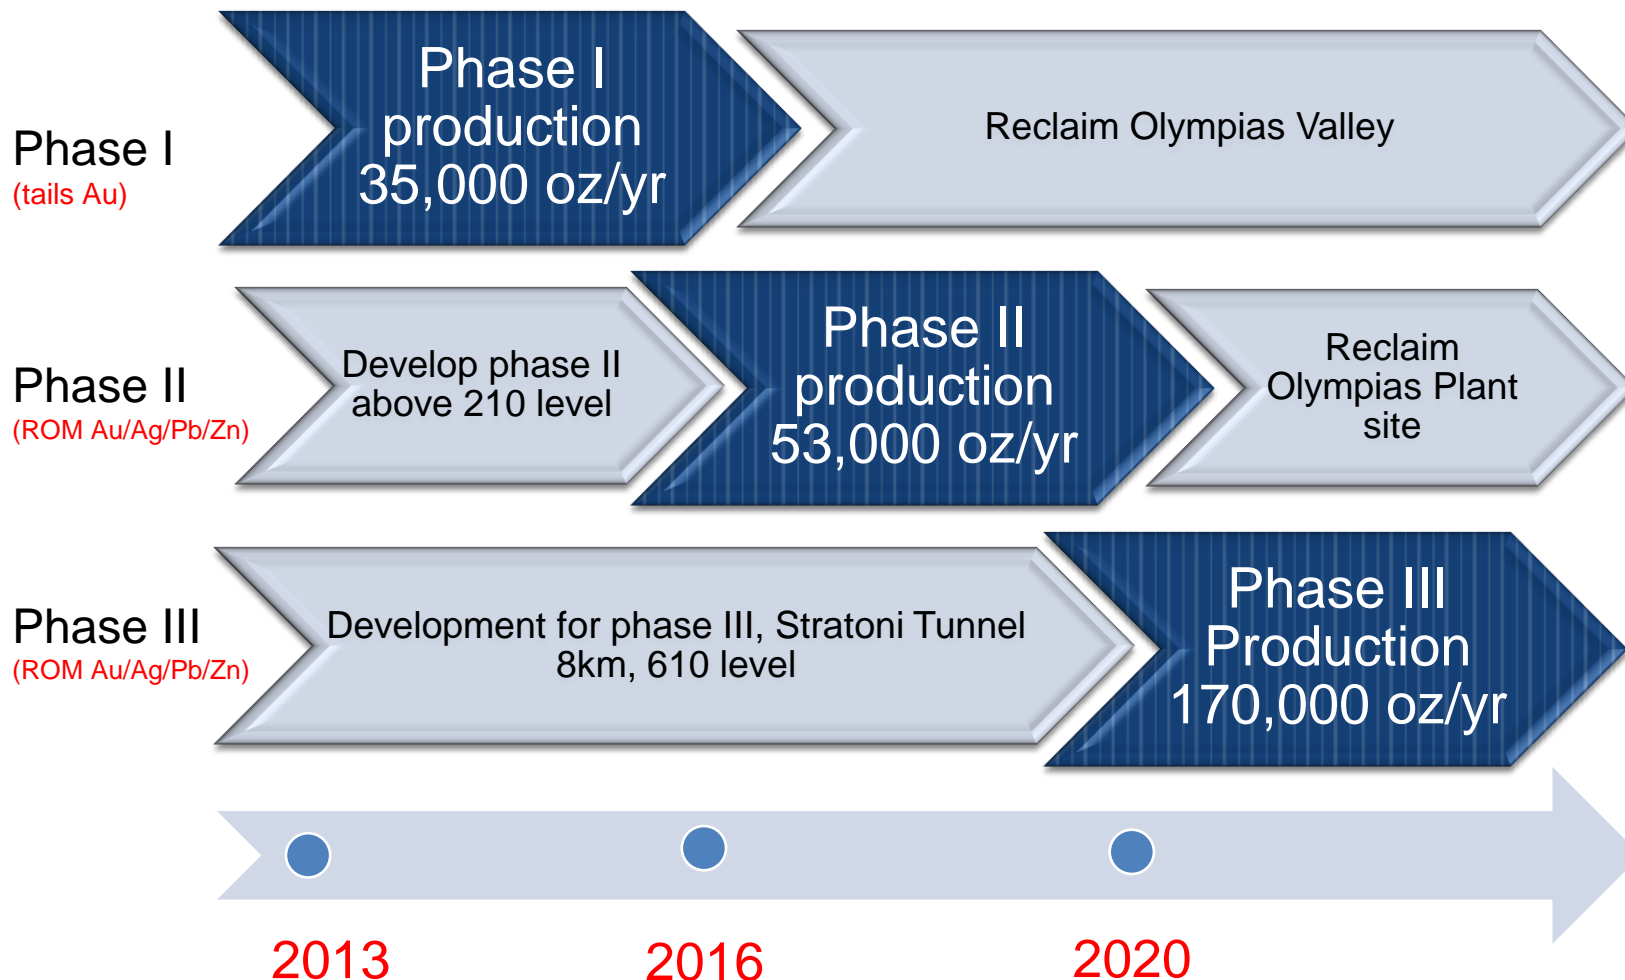 Phase I
(tails Au)
Phase I
production
35,000 oz/yr
Reclaim Olympias Valley
Phase II
(ROM Au/Ag/Pb/Zn)
Develop phase II
above 210 level
Phase II
production
53,000 oz/yr
Reclaim
Olympias Plant
site
Phase III
(ROM Au/Ag/Pb/Zn)
Development for phase III, Stratoni Tunnel
8km, 610 level
Phase III
Production
170,000 oz/yr
2013
2016
2020